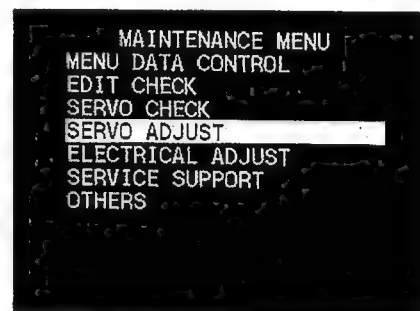 MAINTENANCE MENU
MENU DATA CONTROL
EDIT CHECK
SERVO CHECK
SERVO ADJUST
ELECTRICAL ADJUST
SERVICE SUPPORT
OTHERS